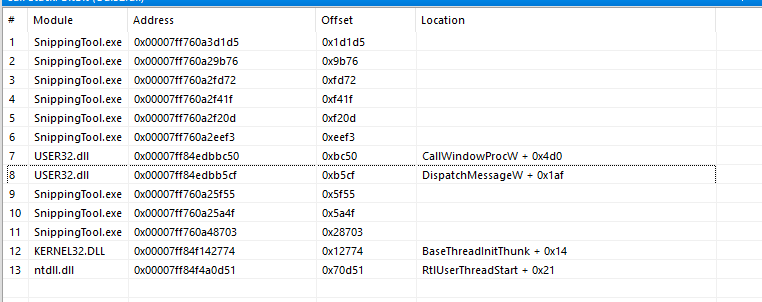 # Module Address Offset Location
1 SnippingTool.exe 0x00007ff760a3d1d5 0x1d1d5
2 SnippingTool.exe 0x00007ff760a29b76 0x9b76
3 SnippingTool.exe 0x00007ff760a2fd72 0xfd72
4 SnippingTool.exe 0x00007ff760a2f41f 0xf41f
5 SnippingTool.exe 0x00007ff760a2f20d 0xf20d
6 SnippingTool.exe 0x00007ff760a2eef3 0xeef3
7 USER32.dll 0x00007ff84edbbc50 0xbc50 CallWindowProcW + 0x4d0
8 USER32.dll 0x00007ff84edbb5cf 0xb5cf DispatchMessageW + 0x1af
9 SnippingTool.exe 0x00007ff760a25f55 0x5f55
10 SnippingTool.exe 0x00007ff760a25a4f 0x5a4f
11 SnippingTool.exe 0x00007ff760a48703 0x28703
12 KERNEL32.DLL 0x00007ff84f142774 0x12774 BaseThreadInitThunk + 0x14
13 ntdll.dll 0x00007ff84f4a0d51 0x70d51 RtlUserThreadStart + 0x21